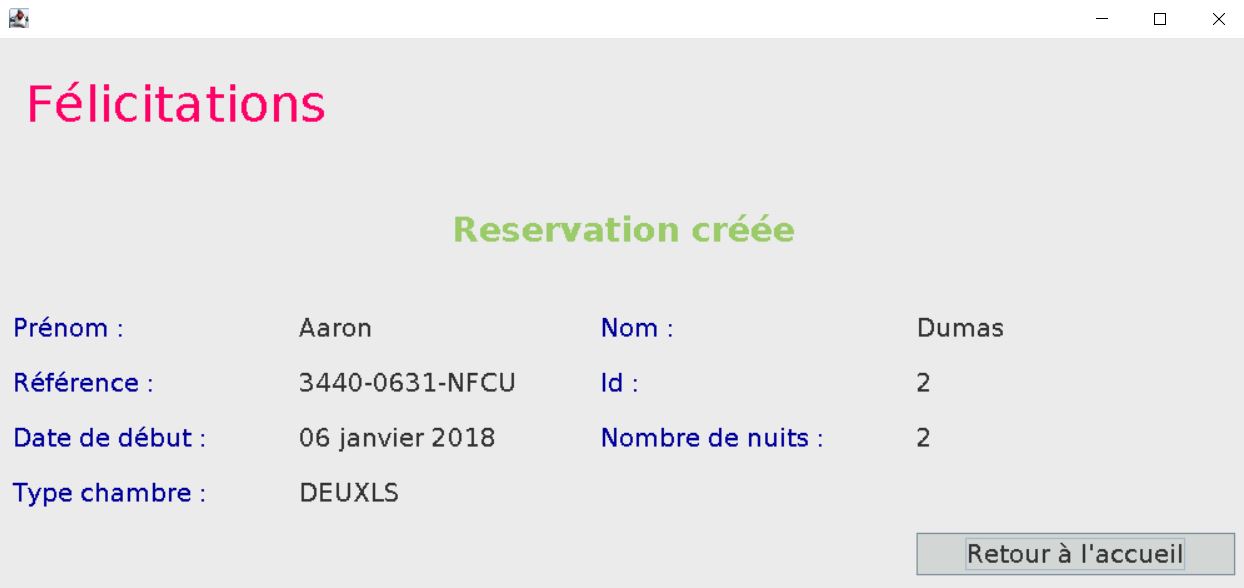 Félicitations
Reservation créée
Prénom : Aaron Nom : Dumas
Référence : 3440-0631-NFCU Id : 2
Date de début : 06 janvier 2018 Nombre de nuits : 2
Type chambre : DEUXLS
Retour à l'accueil